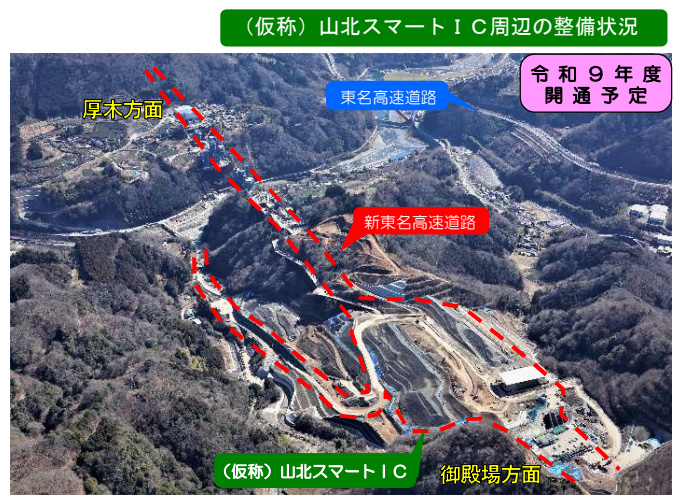 （仮称）山北スマートＩＣ周辺の整備状況
令和９年度
開通予定
東名高速道路
厚木方面
新東名高速道路
（仮称）山北スマートＩＣ
御殿場方面